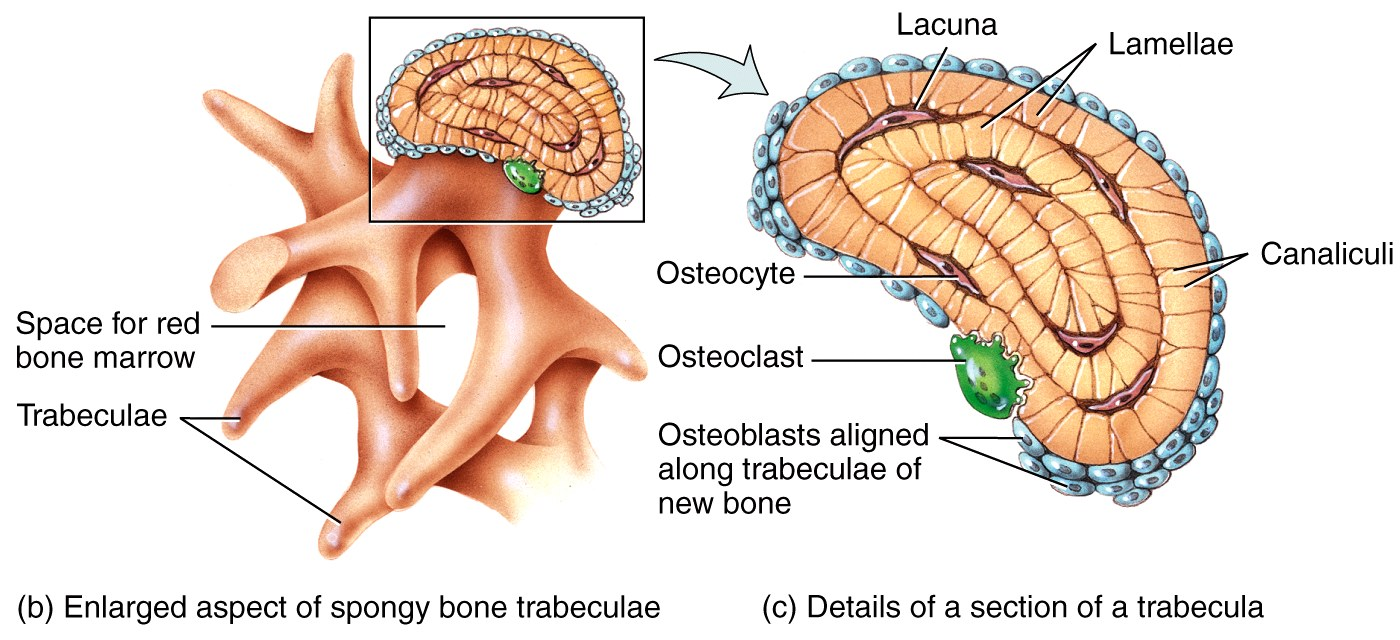 Lacuna
Lamellae
Canaliculi
Osteocyte
Space for red
bone marrow
Osteoclast
Trabeculae
Osteoblasts aligned
along trabeculae of
new bone
(b) Enlarged aspect of spongy bone trabeculae
(c) Details of a section of a trabecula